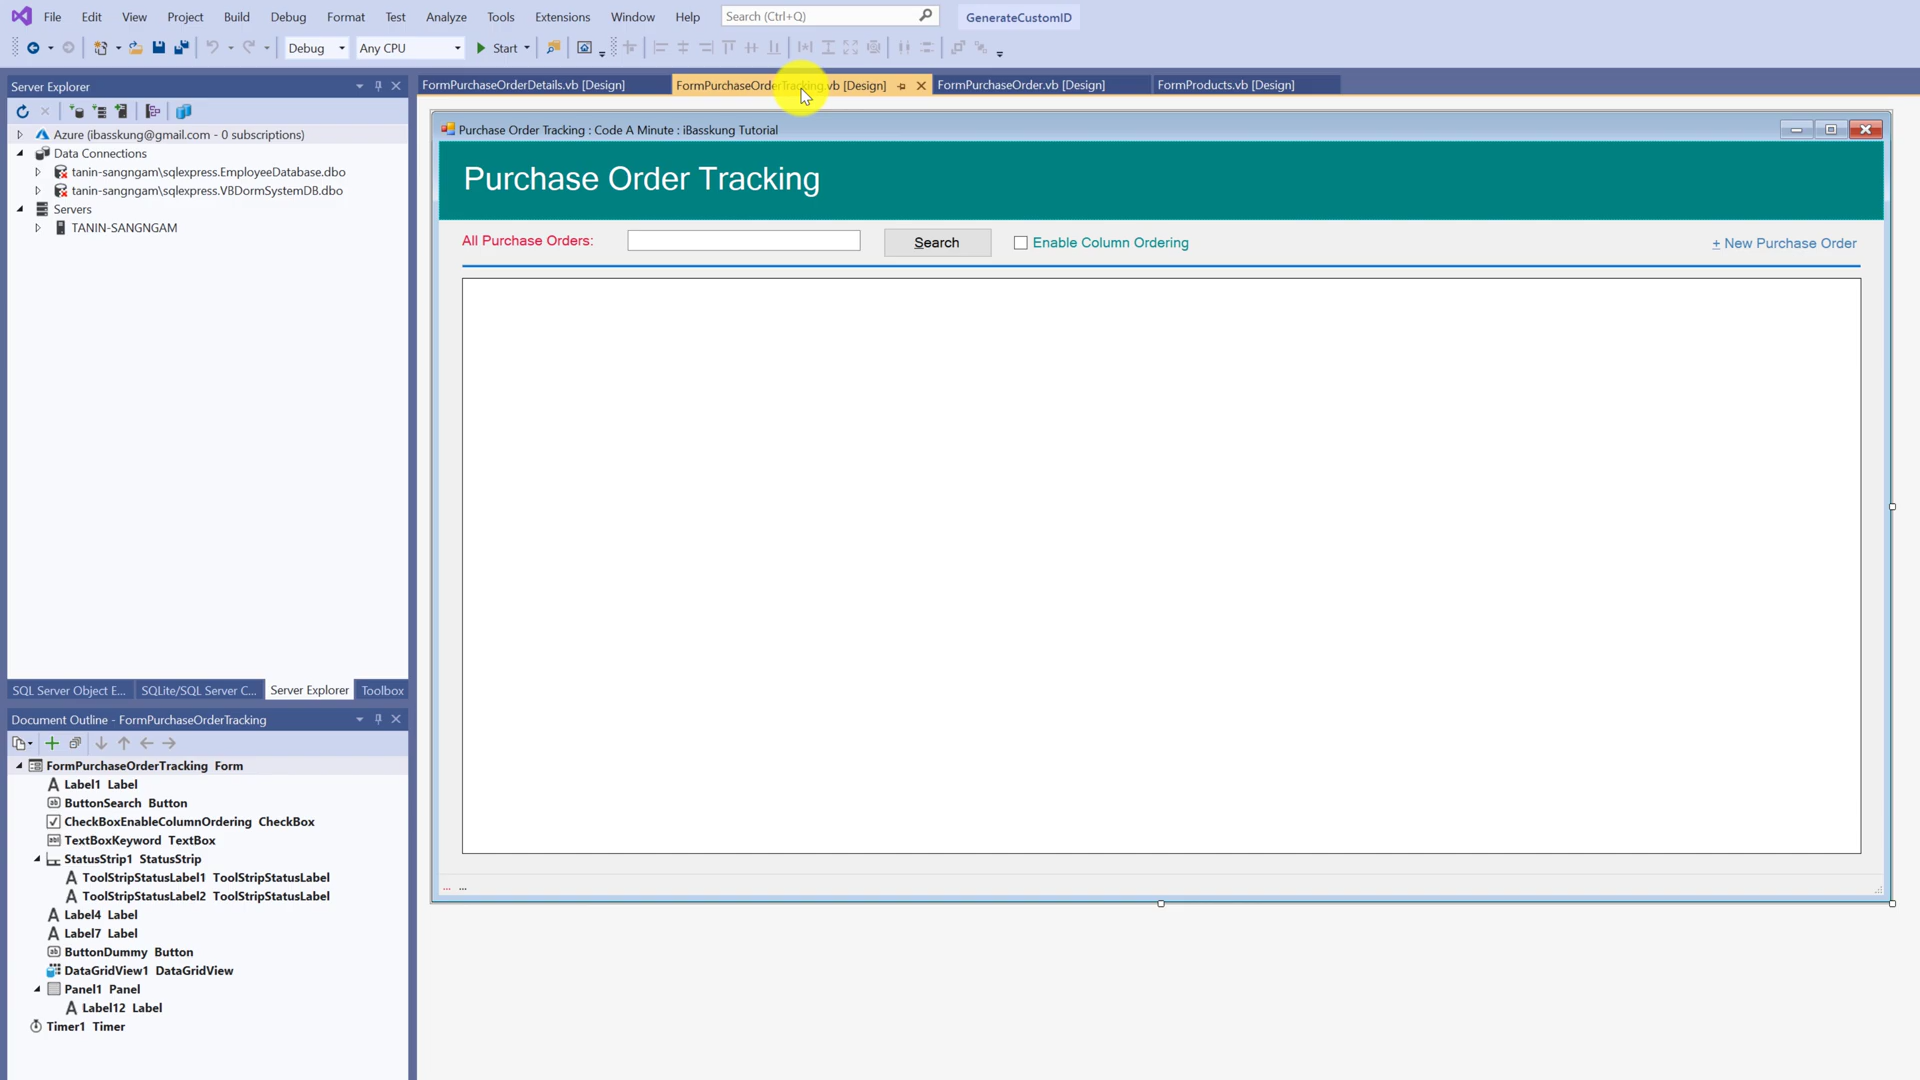 File Edit View Project Build Debug Format Test Analyze Tools Extensions Window Help Search (Ctrl+Q) GenerateCustomID
Debug Any CPU Start
Server Explorer
Azure (ibasskung@gmail.com - 0 subscriptions)
Data Connections
tanin-sangngam\sqlexpress.EmployeeDatabase.dbo
tanin-sangngam\sqlexpress.VBDormSystemDB.dbo
Servers
TANIN-SANGNGAM
SQL Server Object E... SQLite/SQL Server C... Server Explorer Toolbox
Document Outline - FormPurchaseOrderTracking
FormPurchaseOrderTracking Form
Label1 Label
ButtonSearch Button
CheckBoxEnableColumnOrdering CheckBox
TextBoxKeyword TextBox
StatusStrip1 StatusStrip
ToolStripStatusLabel1 ToolStripStatusLabel
ToolStripStatusLabel2 ToolStripStatusLabel
Label4 Label
Label7 Label
ButtonDummy Button
DataGridView1 DataGridView
Panel1 Panel
Label12 Label
Timer1 Timer
FormPurchaseOrderDetails.vb [Design] FormPurchaseOrderTracking.vb [Design] FormPurchaseOrder.vb [Design] FormProducts.vb [Design]
Purchase Order Tracking : Code A Minute : iBasskung Tutorial
Purchase Order Tracking
All Purchase Orders: Search Enable Column Ordering + New Purchase Order
... ...